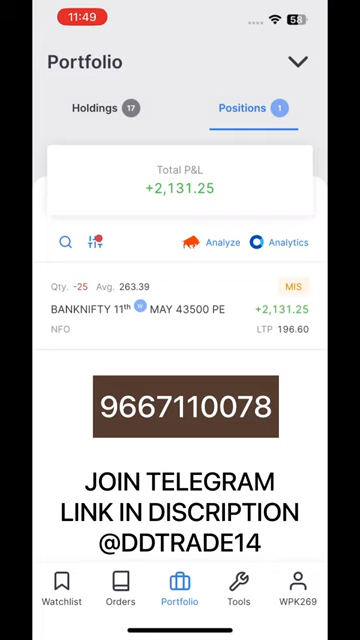 11:49
58
Portfolio
Holdings 17
Positions 1
Total P&L
+2,131.25
Analyze
Analytics
Qty. -25 Avg. 263.39 MIS
BANKNIFTY 11th W MAY 43500 PE +2,131.25
NFO LTP 196.60
9667110078
JOIN TELEGRAM
LINK IN DISCRIPTION
@DDTRADE14
Watchlist Orders Portfolio Tools WPK269